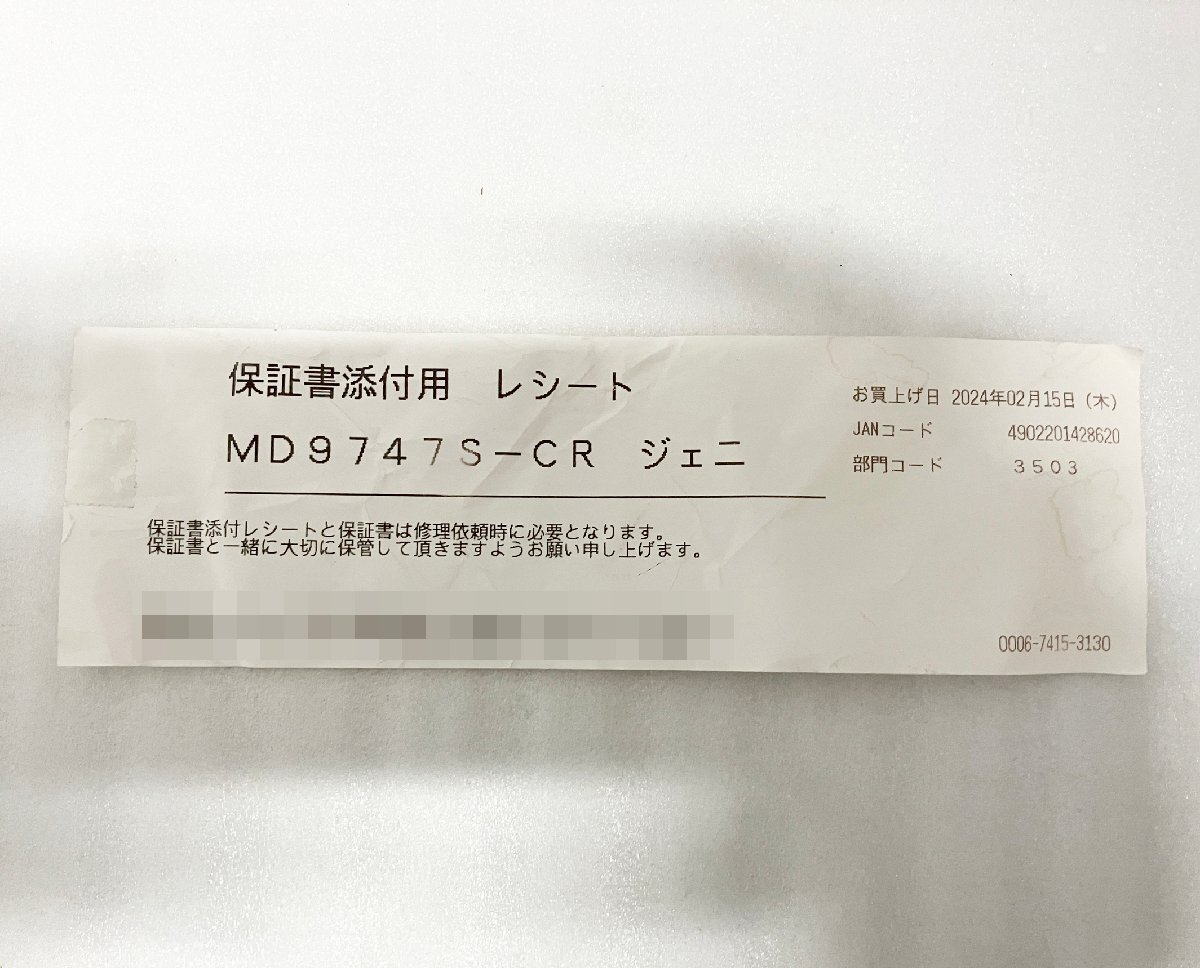 保証書添付用 レシート
MD9747S-CR ジェニ
お買上げ日 2024年02月15日（木）
JANコード 4902201428620
部門コード 3503
保証書添付レシートと保証書は修理依頼時に必要となります。
保証書と一緒に大切に保管して頂きますようお願い申し上げます。
0006-7415-3130